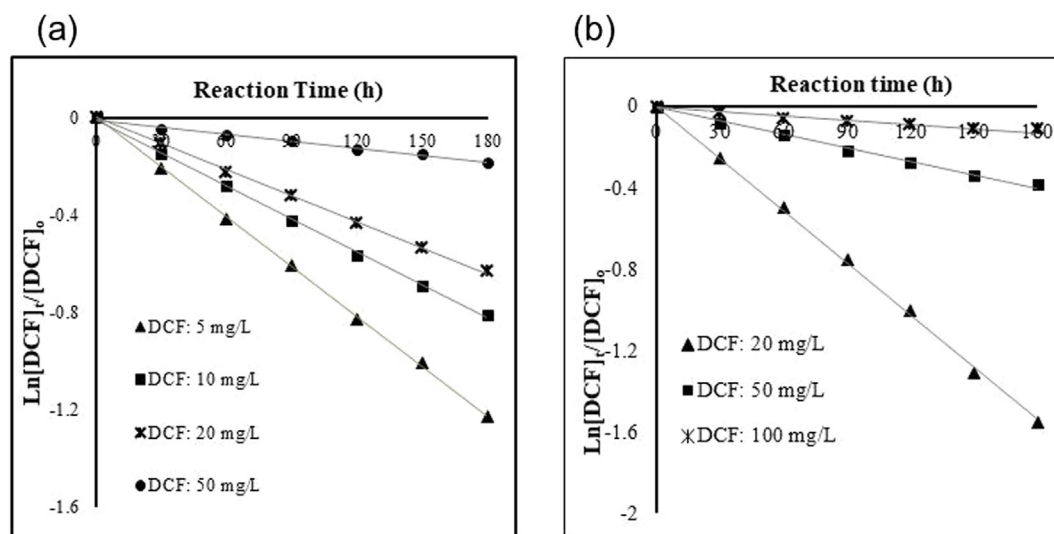 (a)
Reaction Time (h)
0
0 30 60 90 120 150 180
-0.4
-0.8
-1.2
-1.6
Ln[DCF]t/[DCF]o
DCF: 5 mg/L
DCF: 10 mg/L
DCF: 20 mg/L
DCF: 50 mg/L
(b)
Reaction time (h)
0
0 30 60 90 120 150 180
-0.4
-0.8
-1.2
-1.6
-2
Ln[DCF]t/[DCF]o
DCF: 20 mg/L
DCF: 50 mg/L
DCF: 100 mg/L